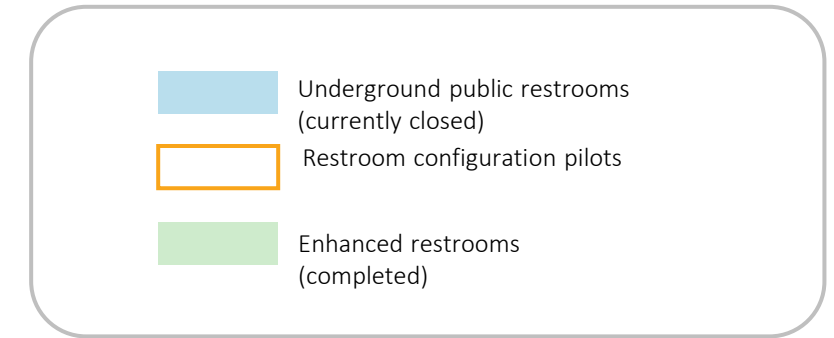 Underground public restrooms
(currently closed)
Restroom configuration pilots
Enhanced restrooms
(completed)